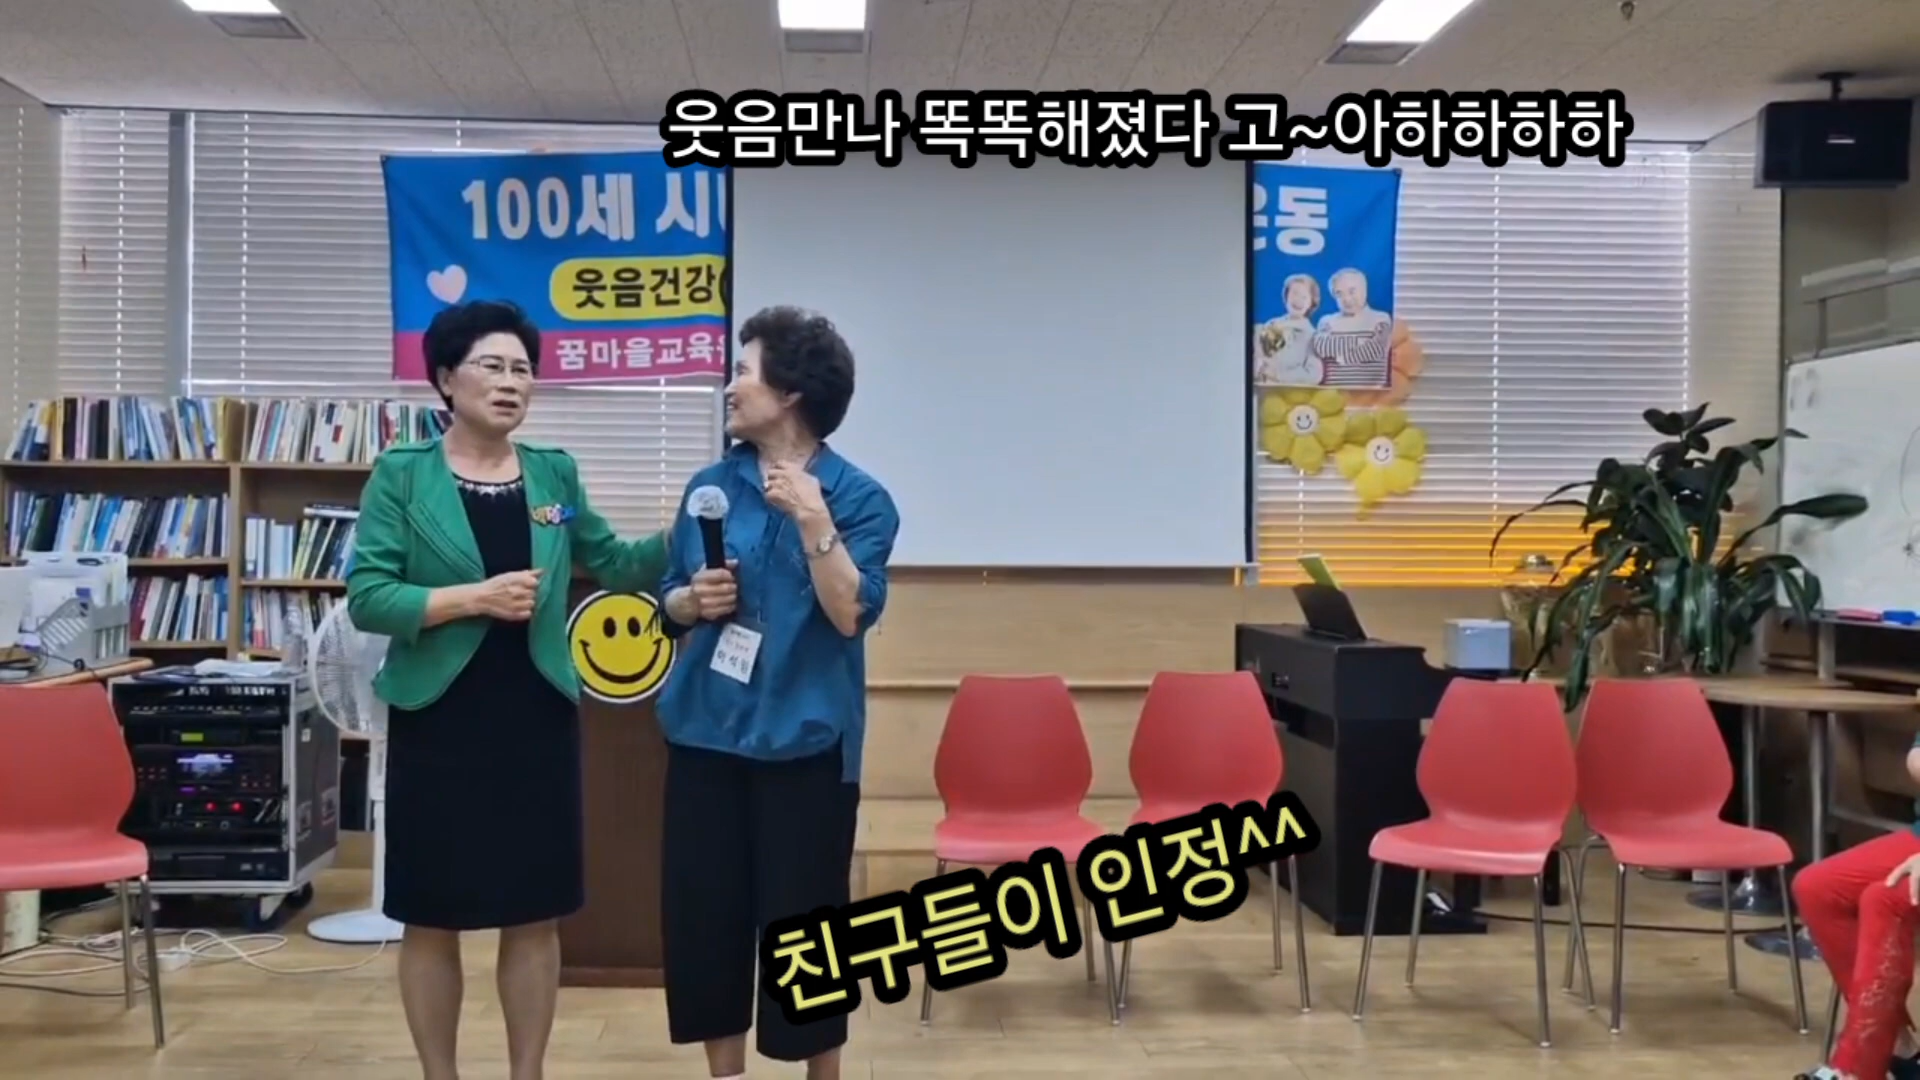 웃음만나 똑똑해졌다 고~아하하하하
100세 시
운동
웃음건강
꿈마을교육
친구들이 인정^^